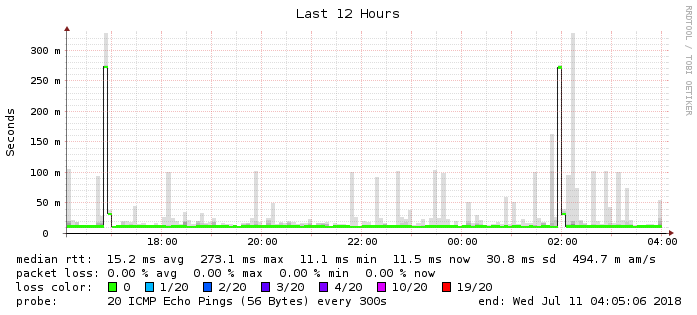 Last 12 Hours
RRDTOOL / TOBI OETIKER
Seconds
300 m
250 m
200 m
150 m
100 m
50 m
0
18:00 20:00 22:00 00:00 02:00 04:00
median rtt: 15.2 ms avg 273.1 ms max 11.1 ms min 11.5 ms now 30.8 ms sd 494.7 m am/s
packet loss: 0.00 % avg 0.00 % max 0.00 % min 0.00 % now
loss color: 0 1/20 2/20 3/20 4/20 10/20 19/20
probe: 20 ICMP Echo Pings (56 Bytes) every 300s end: Wed Jul 11 04:05:06 2018